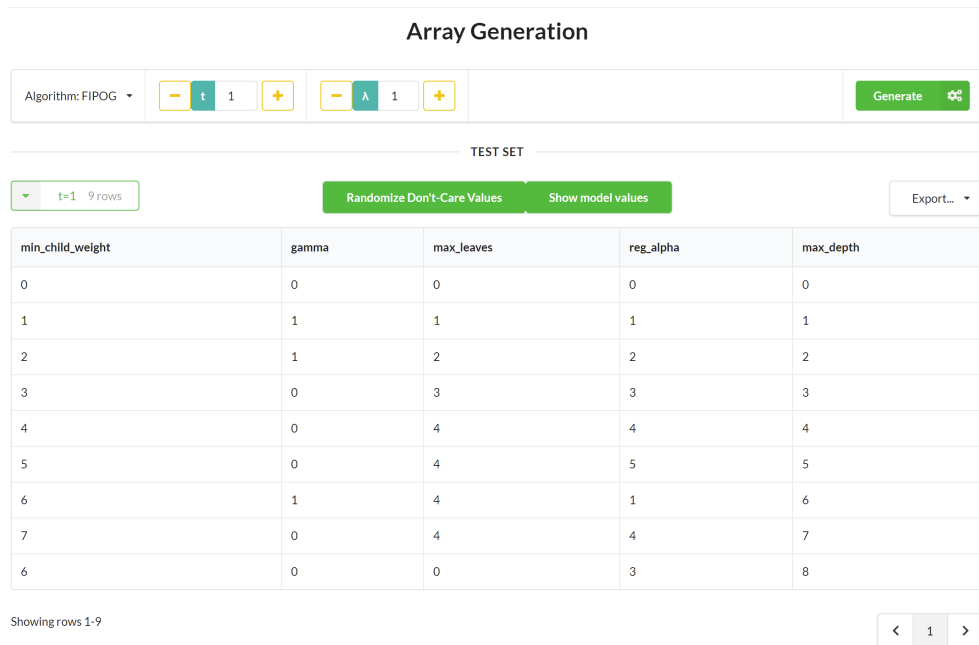 Array Generation
Algorithm: FIPOG t 1 λ 1 Generate
TEST SET
t=1 9 rows Randomize Don't-Care Values Show model values Export...
min_child_weight gamma max_leaves reg_alpha max_depth
0 0 0 0 0
1 1 1 1 1
2 1 2 2 2
3 0 3 3 3
4 0 4 4 4
5 0 4 5 5
6 1 4 1 6
7 0 4 4 7
6 0 0 3 8
Showing rows 1-9
1